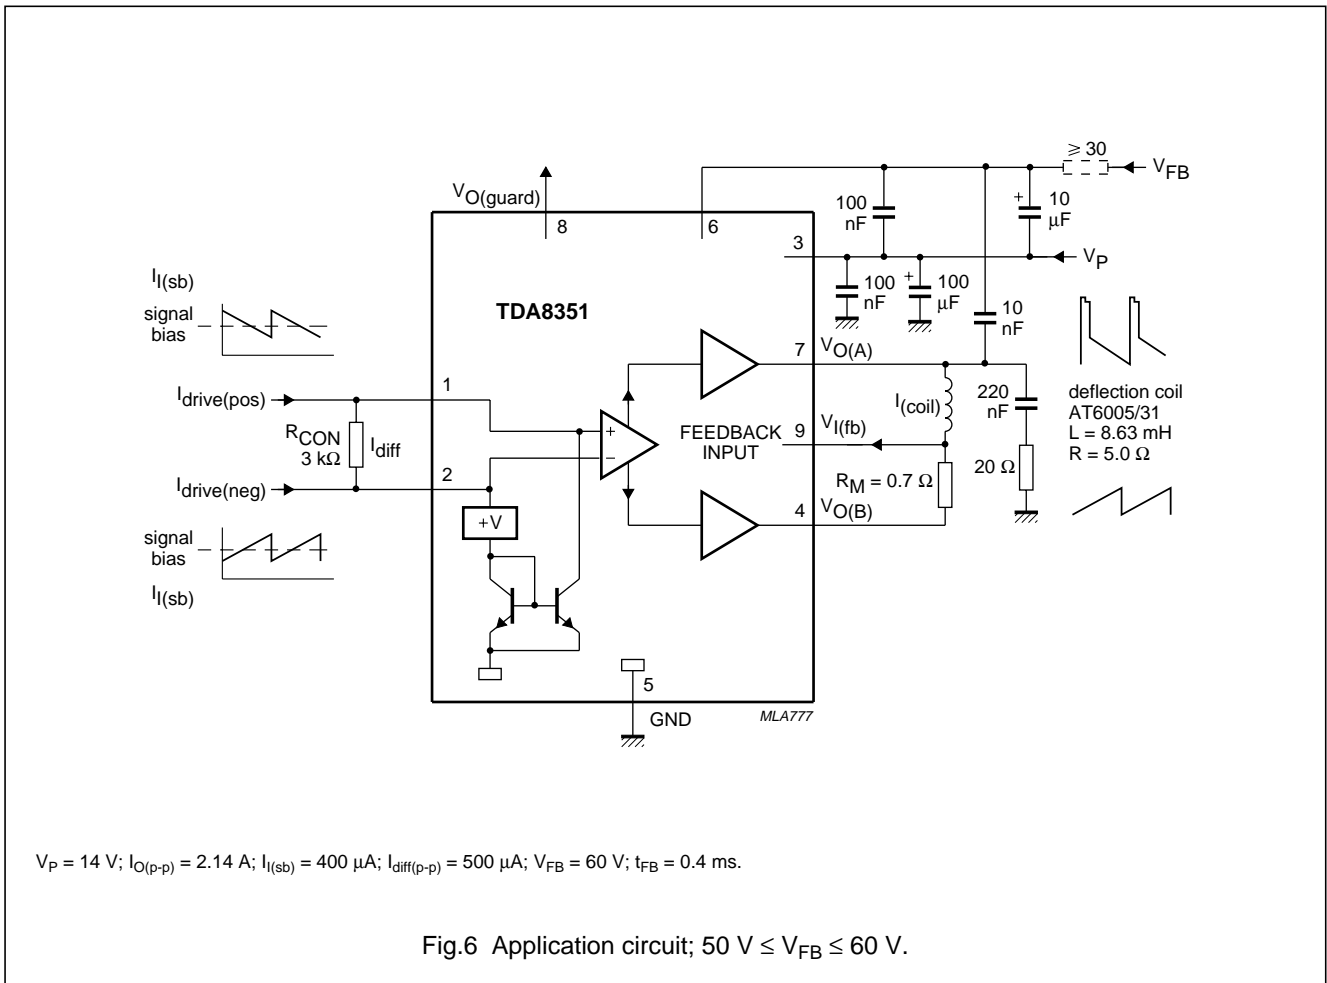 ≥ 30
V_FB
V_O(guard)
8
6
100 nF
10 µF
3
V_P
100 nF
100 µF
10 nF
+
+
TDA8351
I_I(sb)
signal bias
7
V_O(A)
1
I_drive(pos)
R_CON 3 kΩ
I_diff
I_drive(neg)
2
+
−
FEEDBACK INPUT
9
V_I(fb)
I_(coil)
220 nF
deflection coil
AT6005/31
L = 8.63 mH
R = 5.0 Ω
20 Ω
R_M = 0.7 Ω
4
V_O(B)
+V
signal bias
I_I(sb)
5
GND
MLA777
V_P = 14 V; I_O(p-p) = 2.14 A; I_I(sb) = 400 µA; I_diff(p-p) = 500 µA; V_FB = 60 V; t_FB = 0.4 ms.
Fig.6 Application circuit; 50 V ≤ V_FB ≤ 60 V.